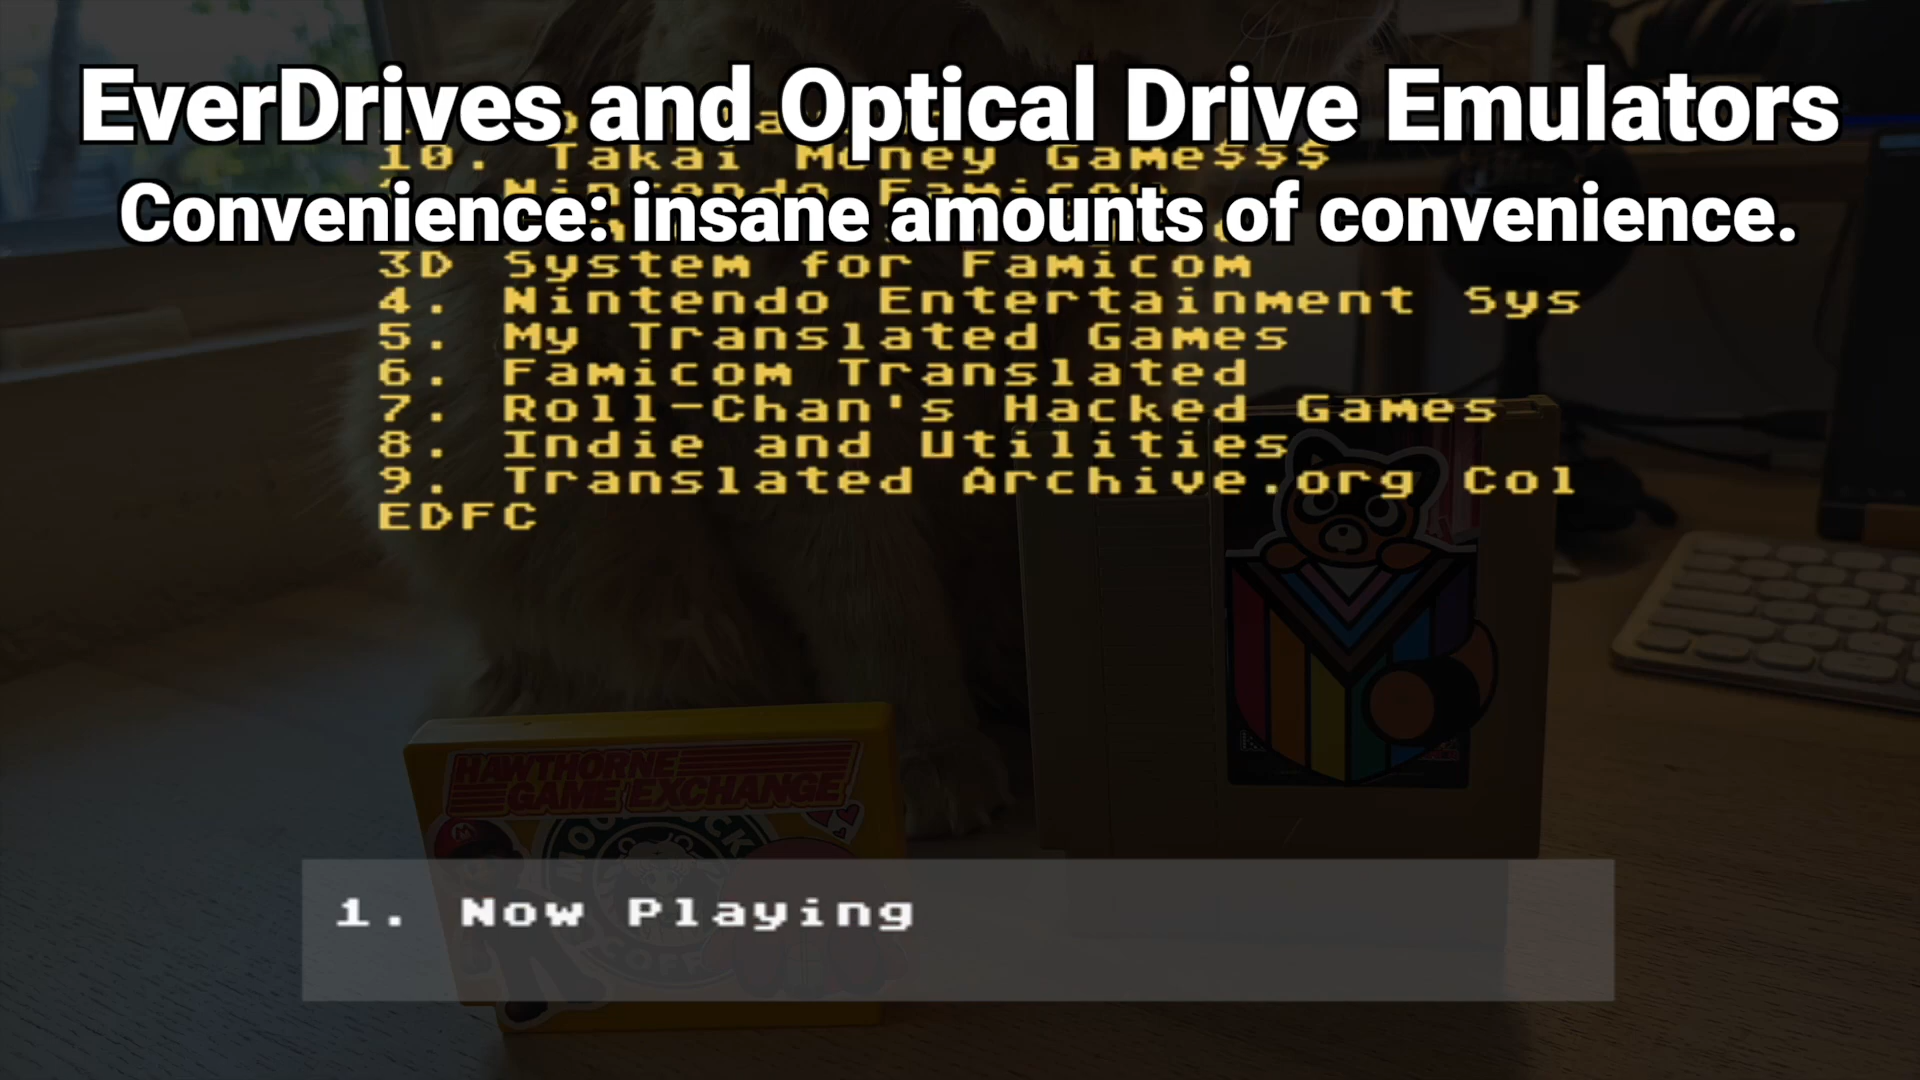 EverDrives and Optical Drive Emulators
10. Takai Money Game$$$
Convenience: insane amounts of convenience.
3D System for Famicom
4. Nintendo Entertainment Sys
5. My Translated Games
6. Famicom Translated
7. Roll-Chan's Hacked Games
8. Indie and Utilities
9. Translated Archive.org Col
EDFC
HAWTHORNE
GAME EXCHANGE
1. Now Playing